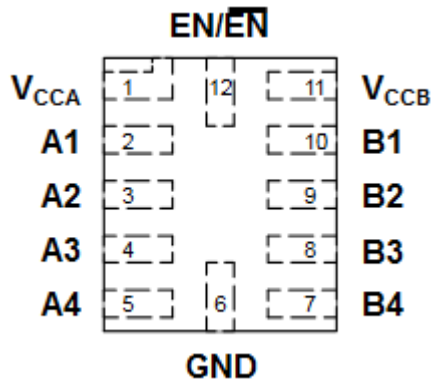 EN/E̅N̅
VCCA 1 12 11 VCCB
A1 2 10 B1
A2 3 9 B2
A3 4 8 B3
A4 5 6 7 B4
GND